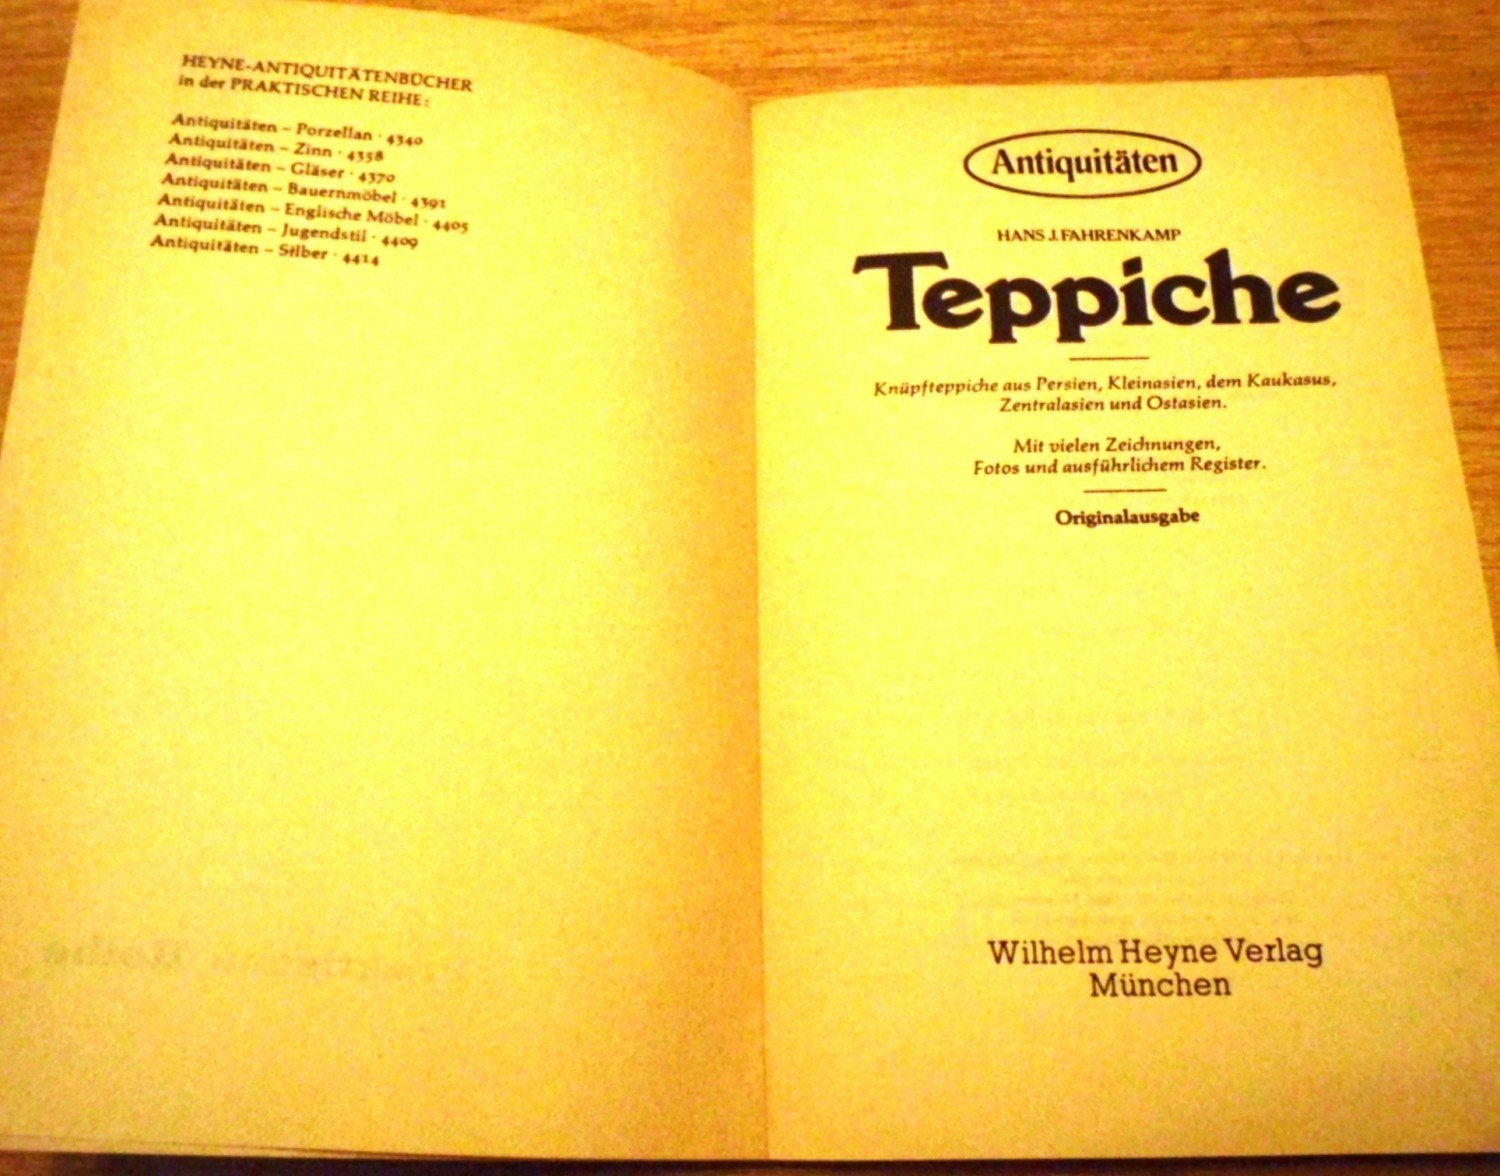 HEYNE-ANTIQUITÄTENBÜCHER
in der PRAKTISCHEN REIHE:
Antiquitäten – Porzellan · 4340
Antiquitäten – Zinn · 4358
Antiquitäten – Gläser · 4370
Antiquitäten – Bauernmöbel · 4391
Antiquitäten – Englische Möbel · 4405
Antiquitäten – Jugendstil · 4409
Antiquitäten – Silber · 4414
Antiquitäten
HANS J. FAHRENKAMP
Teppiche
Knüpfteppiche aus Persien, Kleinasien, dem Kaukasus,
Zentralasien und Ostasien.
Mit vielen Zeichnungen,
Fotos und ausführlichem Register.
Originalausgabe
Wilhelm Heyne Verlag
München